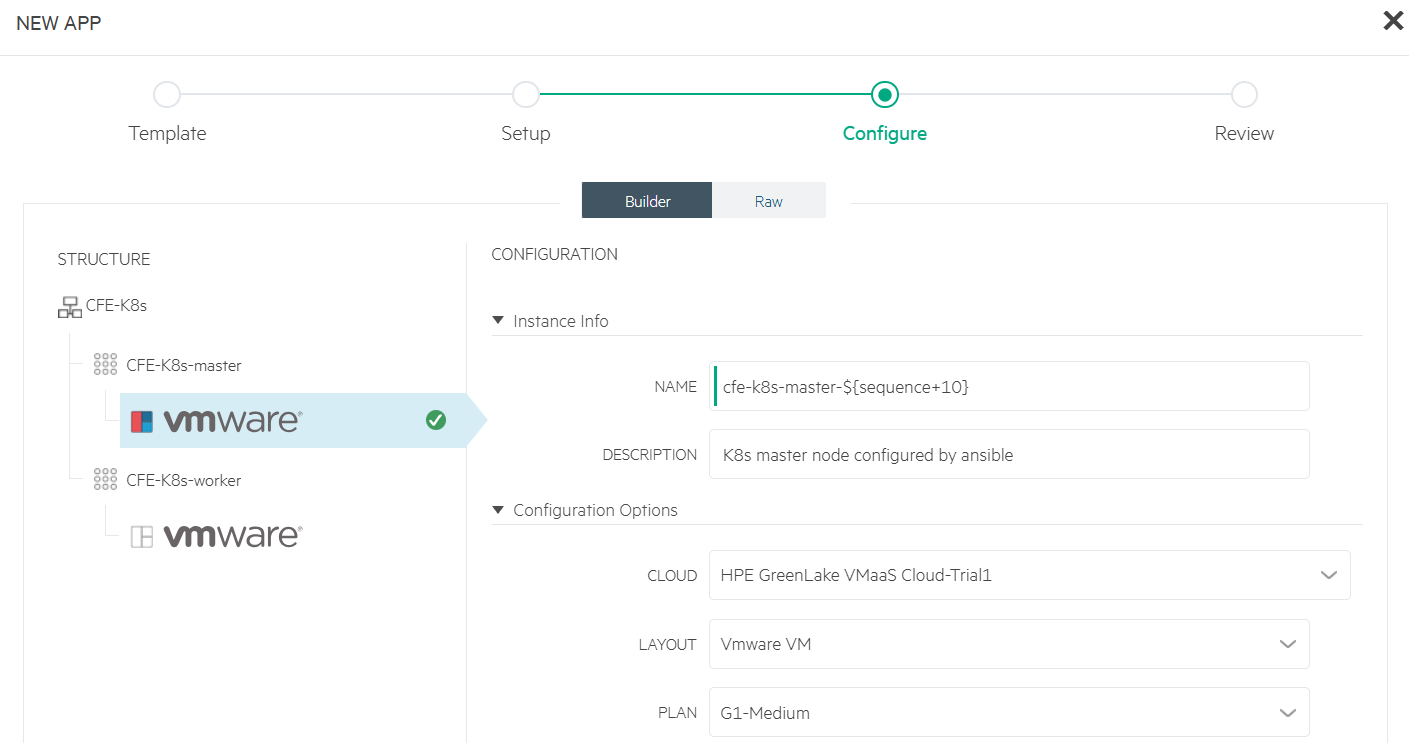 NEW APP
Template
Setup
Configure
Review
Builder
Raw
STRUCTURE
CFE-K8s
CFE-K8s-master
vmware®
CFE-K8s-worker
vmware®
CONFIGURATION
Instance Info
NAME cfe-k8s-master-${sequence+10}
DESCRIPTION K8s master node configured by ansible
Configuration Options
CLOUD HPE GreenLake VMaaS Cloud-Trial1
LAYOUT Vmware VM
PLAN G1-Medium